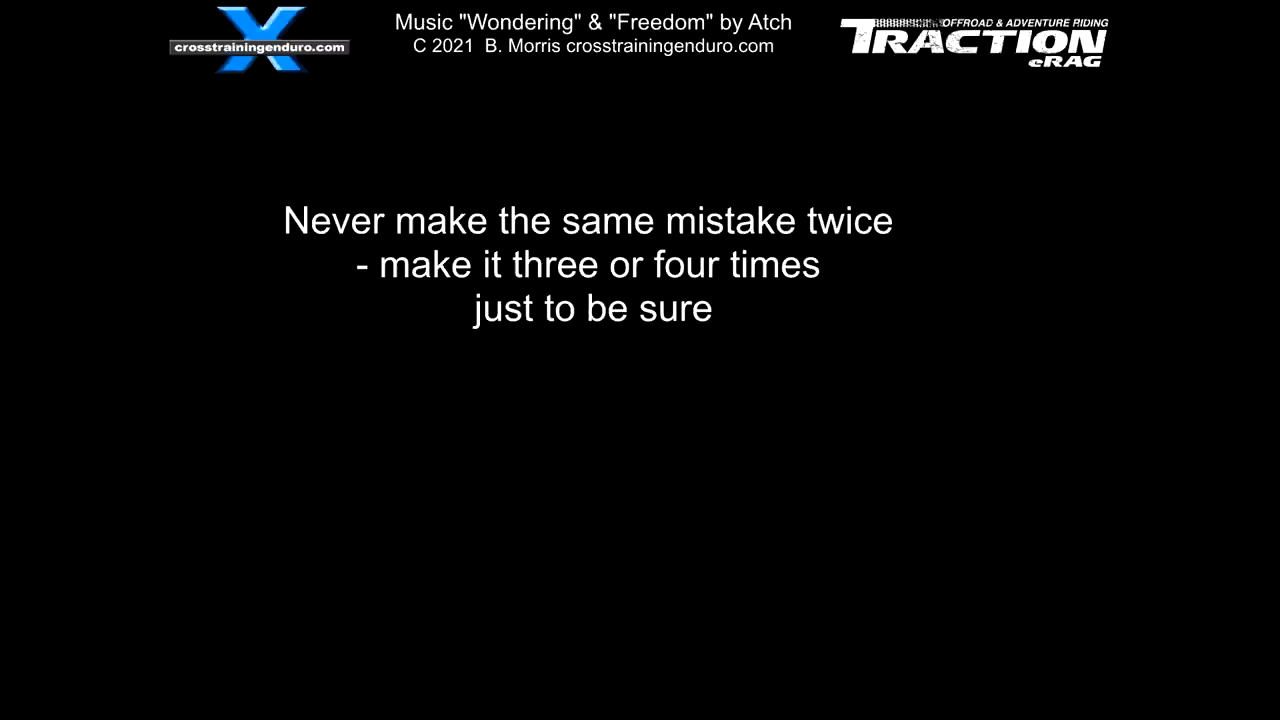 crosstrainingenduro.com
Music "Wondering" & "Freedom" by Atch
C 2021  B. Morris crosstrainingenduro.com
OFFROAD & ADVENTURE RIDING
TRACTION
eRAG
Never make the same mistake twice
- make it three or four times
just to be sure